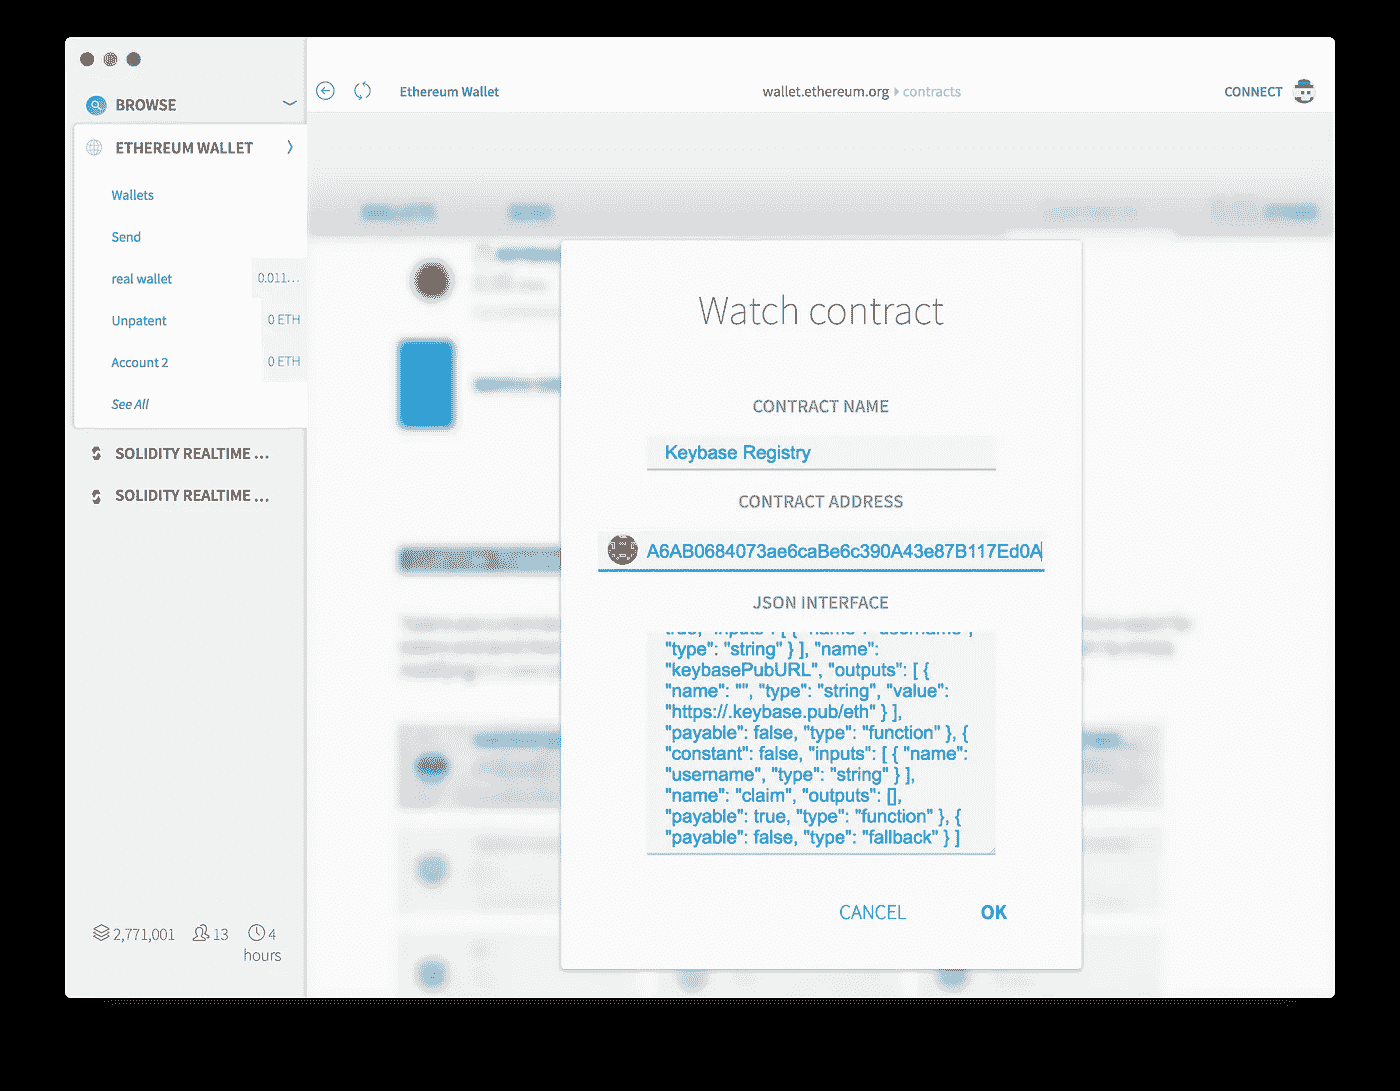 BROWSE
ETHEREUM WALLET
Wallets
Send
real wallet 0.011...
Unpatent 0 ETH
Account 2 0 ETH
See All
SOLIDITY REALTIME ...
SOLIDITY REALTIME ...
2,771,001 13 4
hours
Ethereum Wallet wallet.ethereum.org contracts CONNECT
Watch contract
CONTRACT NAME
Keybase Registry
CONTRACT ADDRESS
A6AB0684073ae6caBe6c390A43e87B117Ed0A
JSON INTERFACE
true, "inputs": [ { "name": "username",
"type": "string" } ], "name":
"keybasePubURL", "outputs": [ {
"name": "", "type": "string", "value":
"https://.keybase.pub/eth" } ],
"payable": false, "type": "function" }, {
"constant": false, "inputs": [ { "name":
"username", "type": "string" } ],
"name": "claim", "outputs": [],
"payable": true, "type": "function" }, {
"payable": false, "type": "fallback" } ]
CANCEL OK